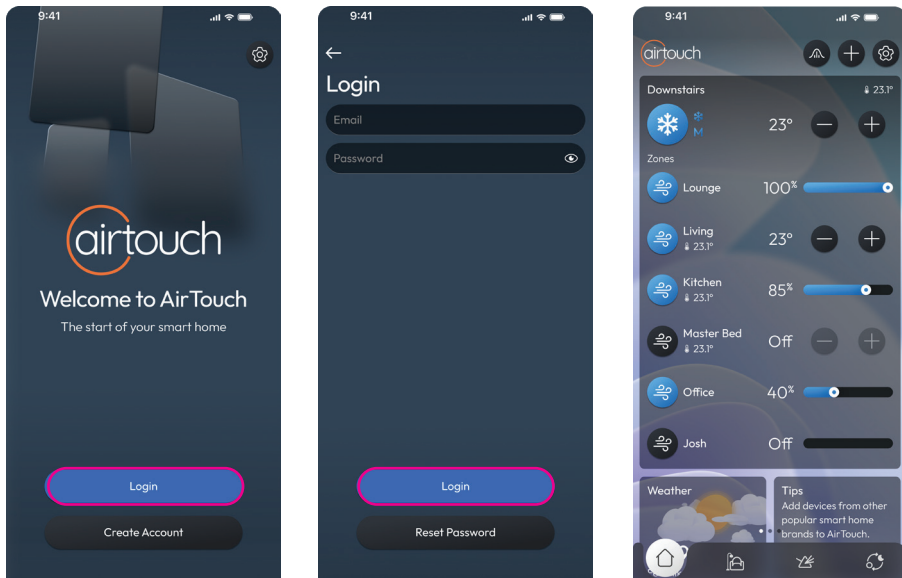 9:41
airtouch
Welcome to AirTouch
The start of your smart home
Login
Create Account
9:41
Login
Email
Password
Login
Reset Password
9:41
airtouch
Downstairs 23.1°
M 23°
Zones
Lounge 100%
Living 23°
23.1°
Kitchen 85%
23.1°
Master Bed Off
23.1°
Office 40%
Josh Off
Weather
Tips
Add devices from other
popular smart home
brands to AirTouch.